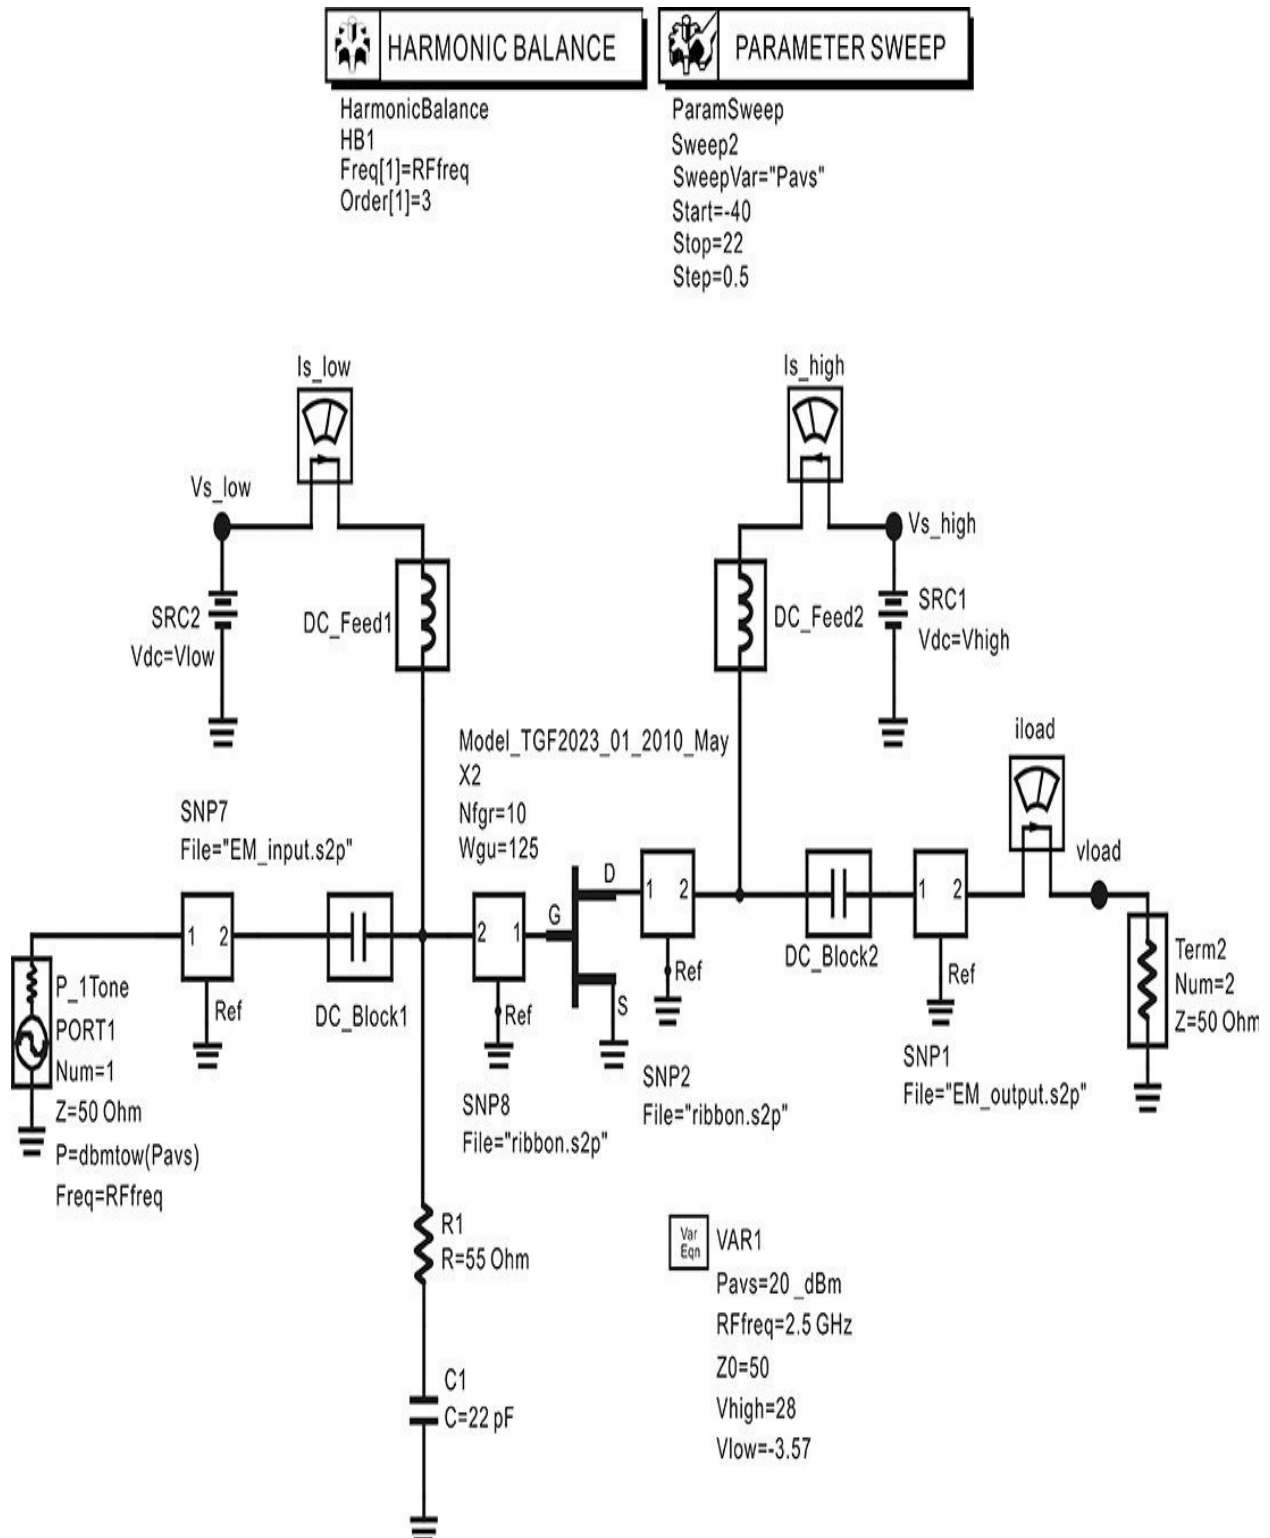 HARMONIC BALANCE
HarmonicBalance
HB1
Freq[1]=RFfreq
Order[1]=3
PARAMETER SWEEP
ParamSweep
Sweep2
SweepVar="Pavs"
Start=-40
Stop=22
Step=0.5
Is_low
Is_high
Vs_low
Vs_high
SRC2
Vdc=Vlow
DC_Feed1
DC_Feed2
SRC1
Vdc=Vhigh
iload
vload
Model_TGF2023_01_2010_May
X2
Nfgr=10
Wgu=125
SNP7
File="EM_input.s2p"
1 2
Ref
DC_Block1
2 1
Ref
G
D
S
1 2
Ref
DC_Block2
1 2
Ref
P_1Tone
PORT1
Num=1
Z=50 Ohm
P=dbmtow(Pavs)
Freq=RFfreq
SNP8
File="ribbon.s2p"
SNP2
File="ribbon.s2p"
SNP1
File="EM_output.s2p"
Term2
Num=2
Z=50 Ohm
R1
R=55 Ohm
C1
C=22 pF
Var
Eqn
VAR1
Pavs=20 _dBm
RFfreq=2.5 GHz
Z0=50
Vhigh=28
Vlow=-3.57